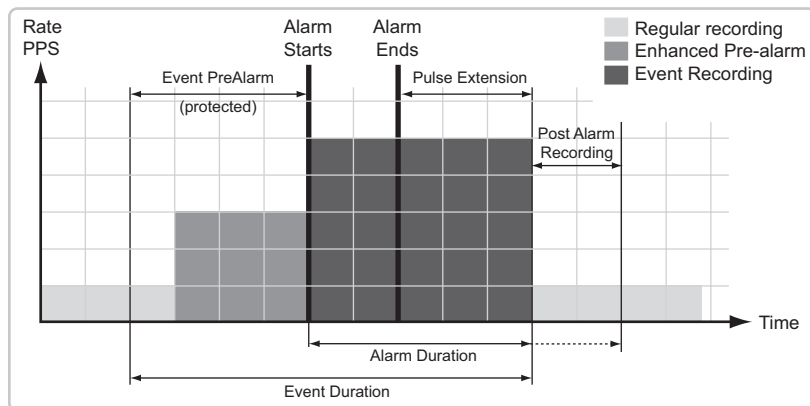 Rate
PPS
Alarm
Starts
Alarm
Ends
Regular recording
Enhanced Pre-alarm
Event Recording
Event PreAlarm
(protected)
Pulse Extension
Post Alarm
Recording
Time
Alarm Duration
Event Duration